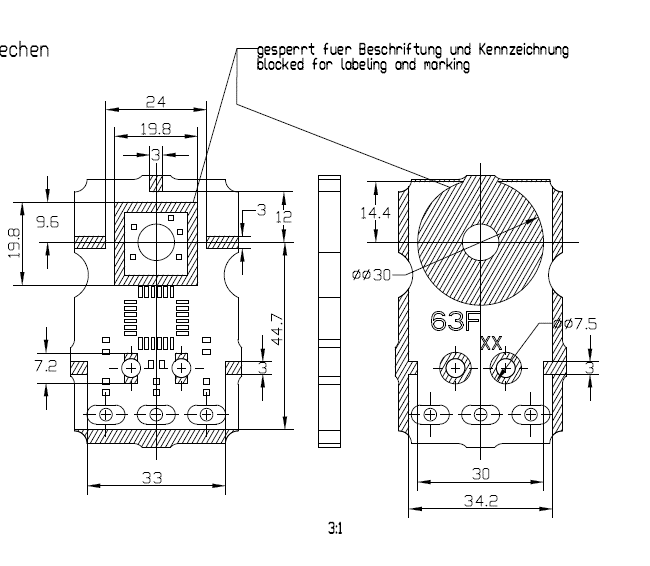 echen
gesperrt fuer Beschriftung und Kennzeichnung
blocked for labeling and marking
24
19.8
3
3
12
9.6
19.8
14.4
øø30
44.7
63F
XX
øø7.5
7.2
3
3
33
30
34.2
3:1